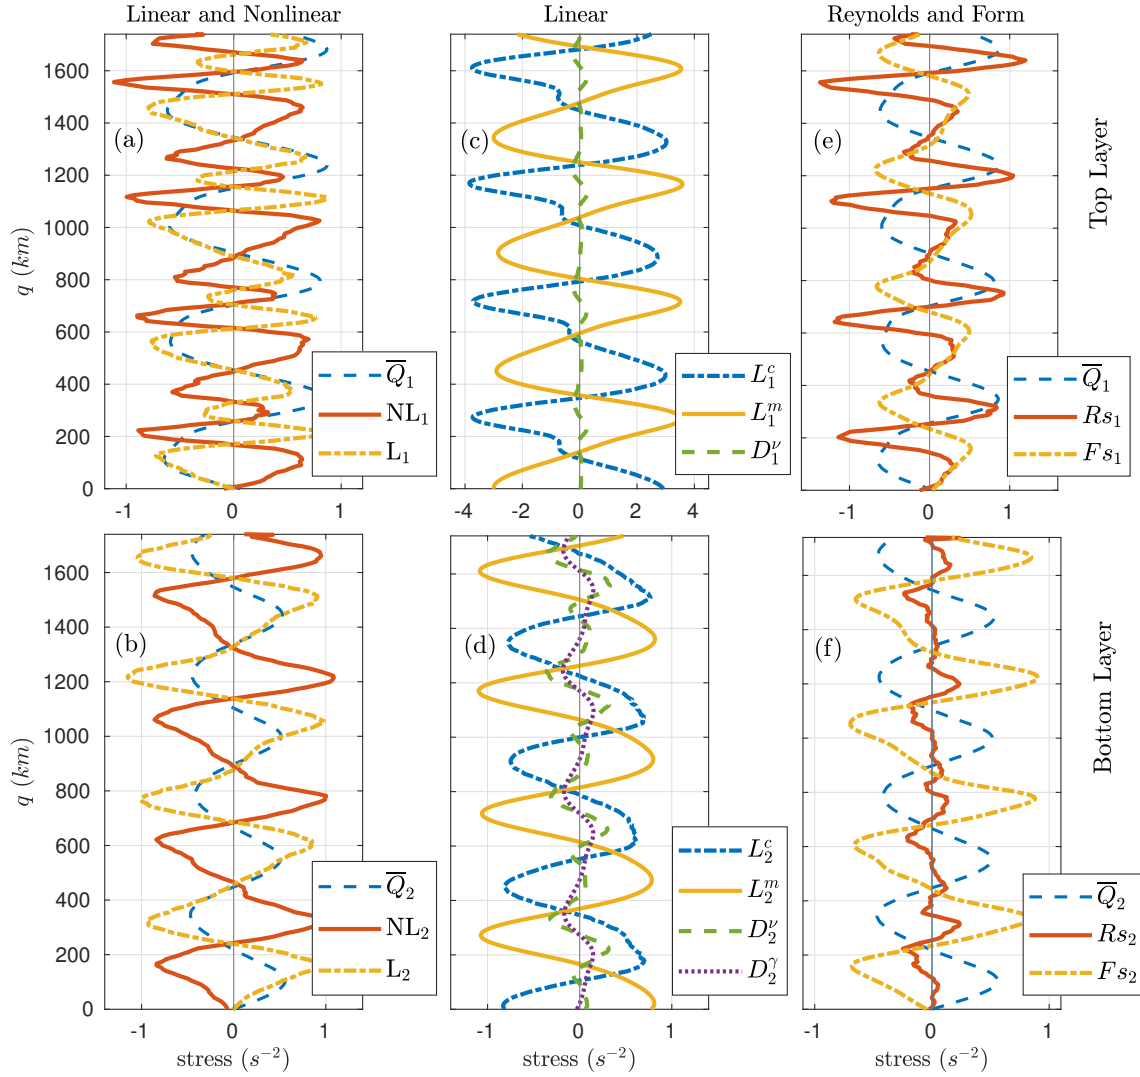 Linear and Nonlinear
Linear
Reynolds and Form
1600
1400
1200
1000
800
600
400
200
0
q (km)
(a)
Q̅₁
NL₁
L₁
-1
0
1
(c)
L₁ᶜ
L₁ᵐ
D₁^ν
-4
-2
0
2
4
(e)
Q̅₁
Rs₁
Fs₁
-1
0
1
Top Layer
1600
1400
1200
1000
800
600
400
200
0
q (km)
(b)
Q̅₂
NL₂
L₂
-1
0
1
stress (s⁻²)
(d)
L₂ᶜ
L₂ᵐ
D₂^ν
D₂^γ
-1
0
1
stress (s⁻²)
(f)
Q̅₂
Rs₂
Fs₂
-1
0
1
stress (s⁻²)
Bottom Layer